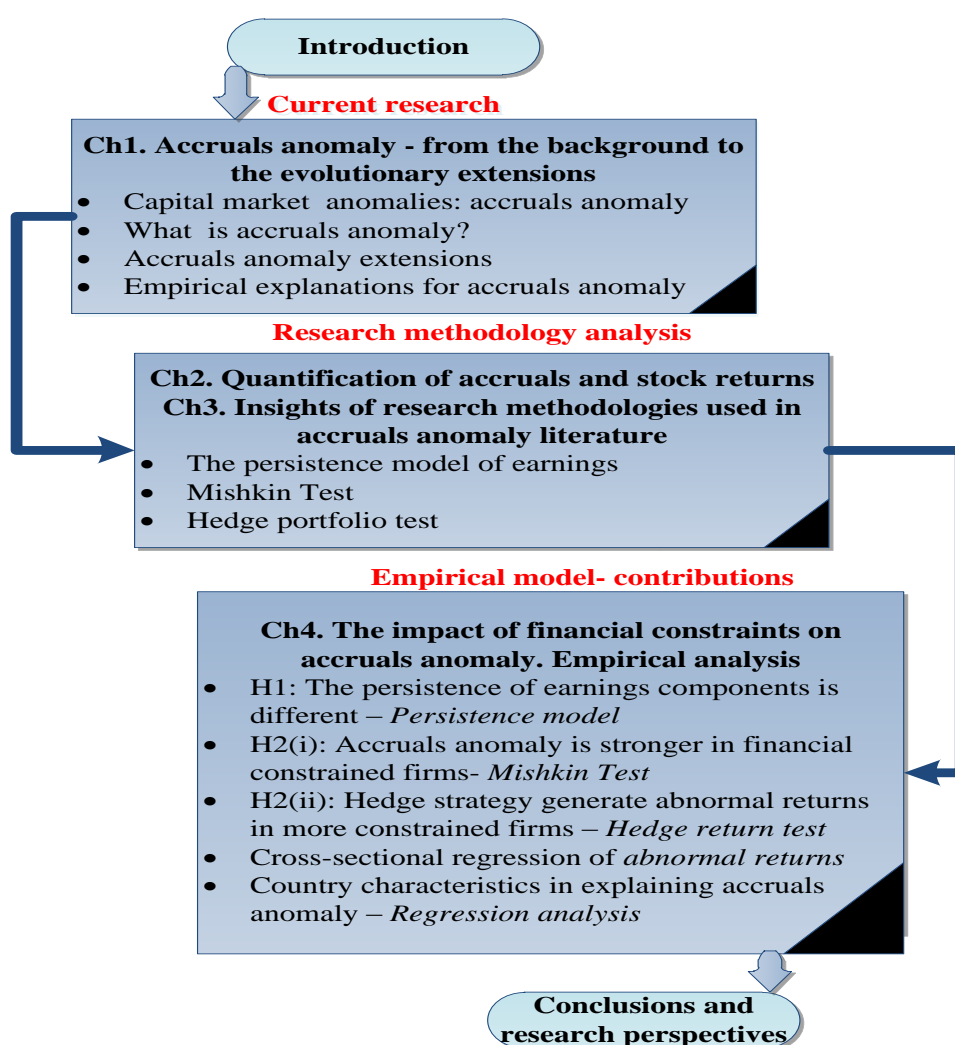 Introduction
Current research
Ch1. Accruals anomaly - from the background to
the evolutionary extensions
• Capital market anomalies: accruals anomaly
• What is accruals anomaly?
• Accruals anomaly extensions
• Empirical explanations for accruals anomaly
Research methodology analysis
Ch2. Quantification of accruals and stock returns
Ch3. Insights of research methodologies used in
accruals anomaly literature
• The persistence model of earnings
• Mishkin Test
• Hedge portfolio test
Empirical model- contributions
Ch4. The impact of financial constraints on
accruals anomaly. Empirical analysis
• H1: The persistence of earnings components is
different – Persistence model
• H2(i): Accruals anomaly is stronger in financial
constrained firms- Mishkin Test
• H2(ii): Hedge strategy generate abnormal returns
in more constrained firms – Hedge return test
• Cross-sectional regression of abnormal returns
• Country characteristics in explaining accruals
anomaly – Regression analysis
Conclusions and
research perspectives